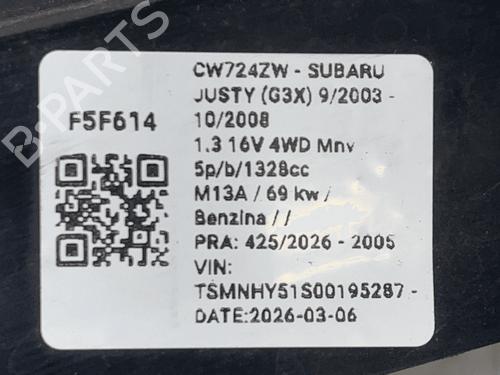 F5F614
CW724ZW - SUBARU
JUSTY (G3X) 9/2003 -
10/2008
1.3 16V 4WD Mnv
5p/b/1328cc
M13A / 69 kw /
Benzina / /
PRA: 425/2026 - 2005
VIN:
TSMNHY51S00195287 -
DATE:2026-03-06